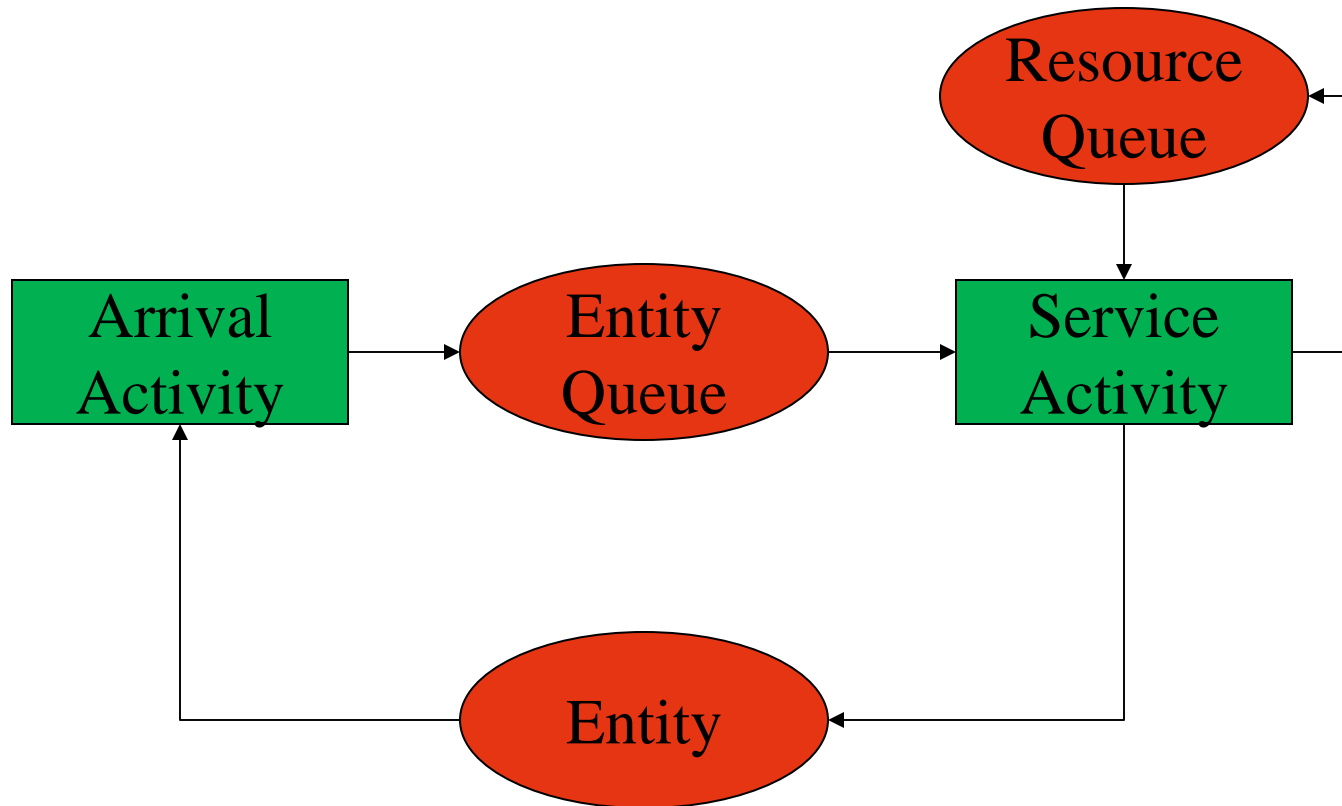 Resource
Queue
Arrival
Activity
Entity
Queue
Service
Activity
Entity